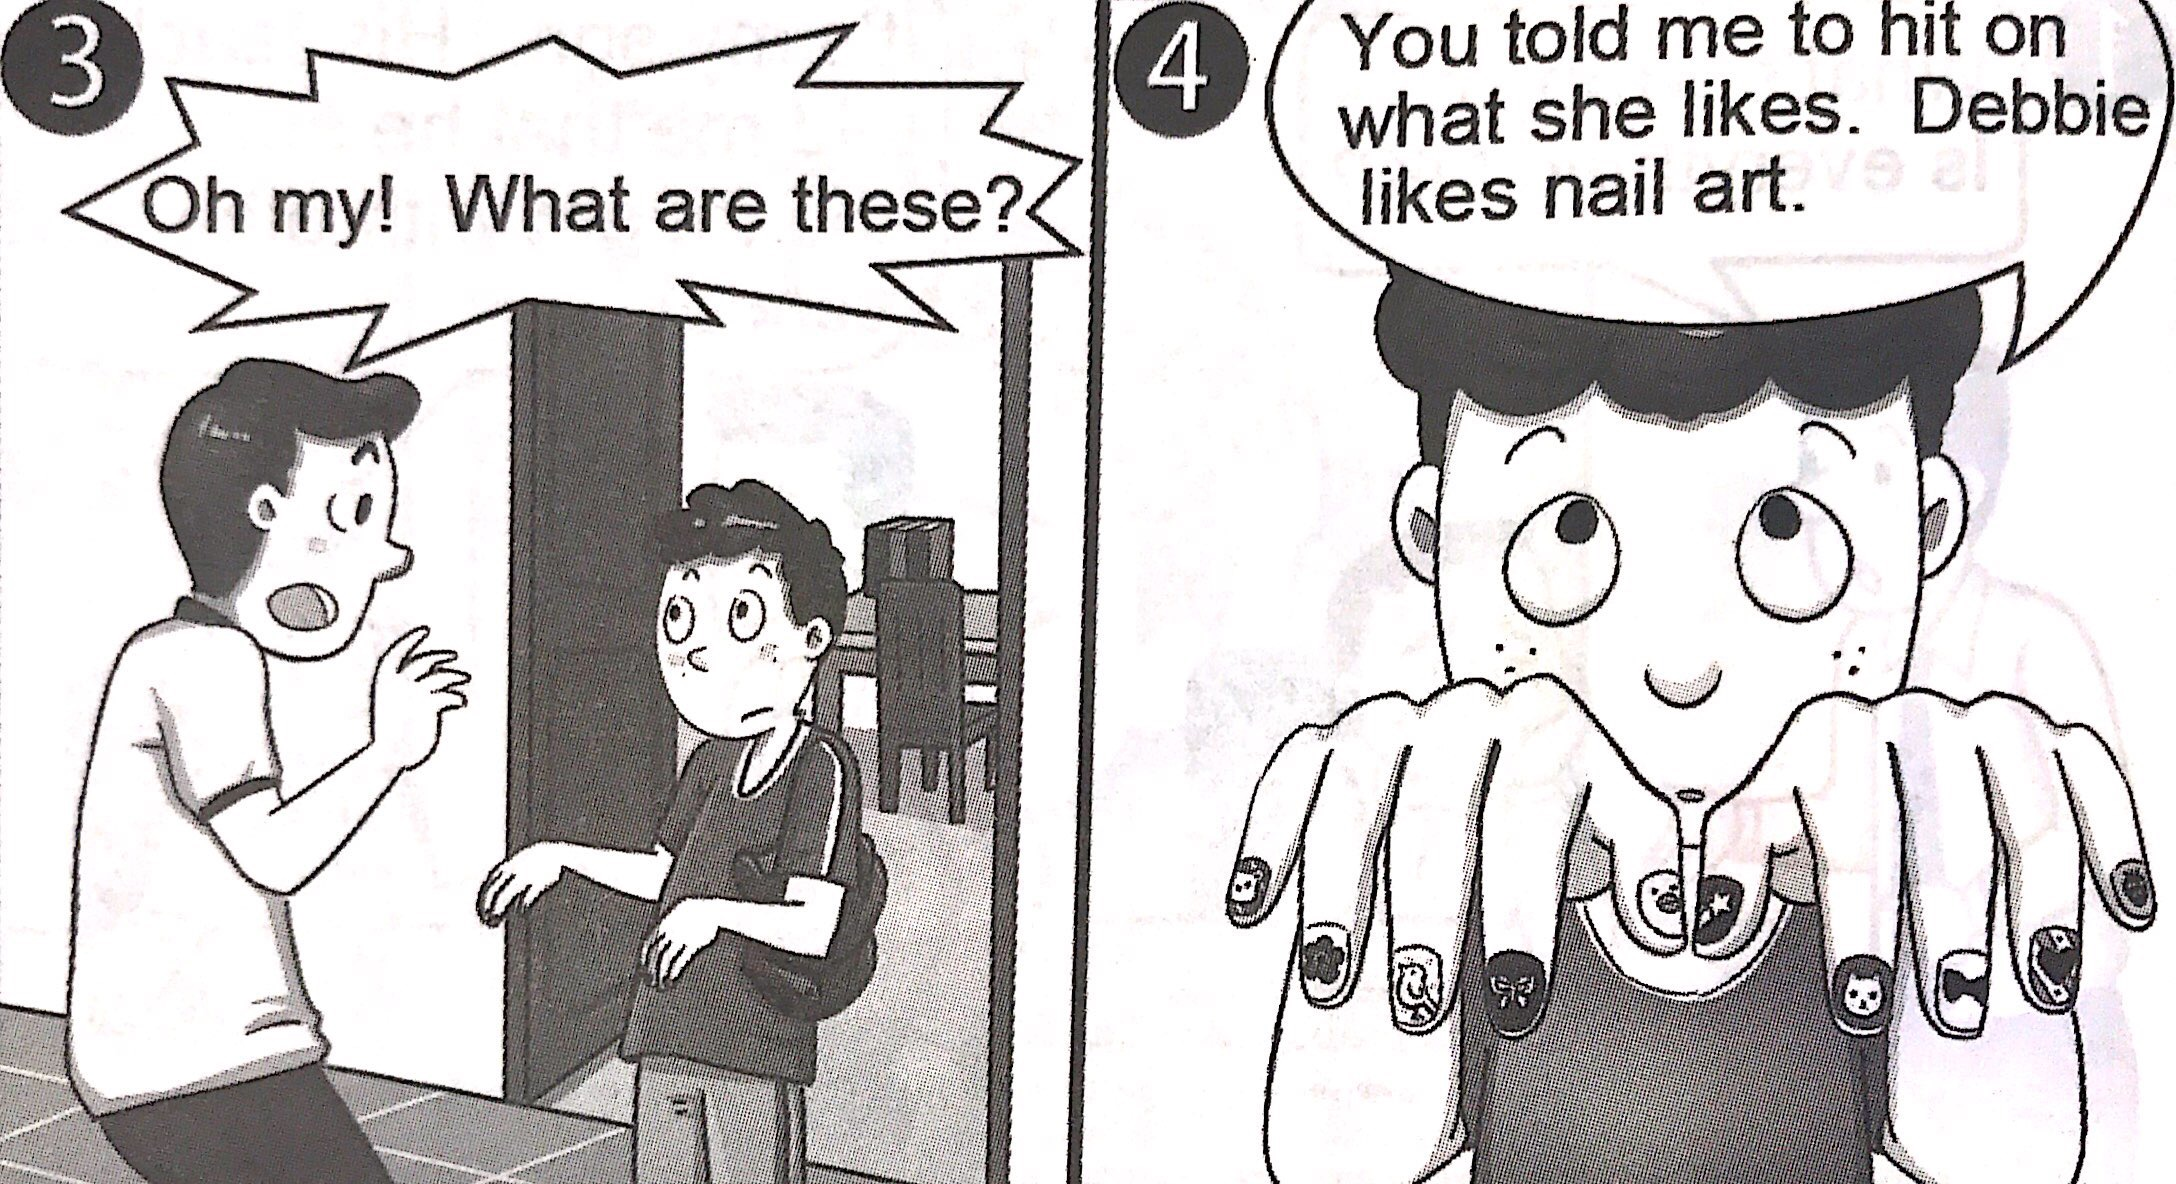 3
Oh my! What are these?
4
You told me to hit on
what she likes. Debbie
likes nail art.